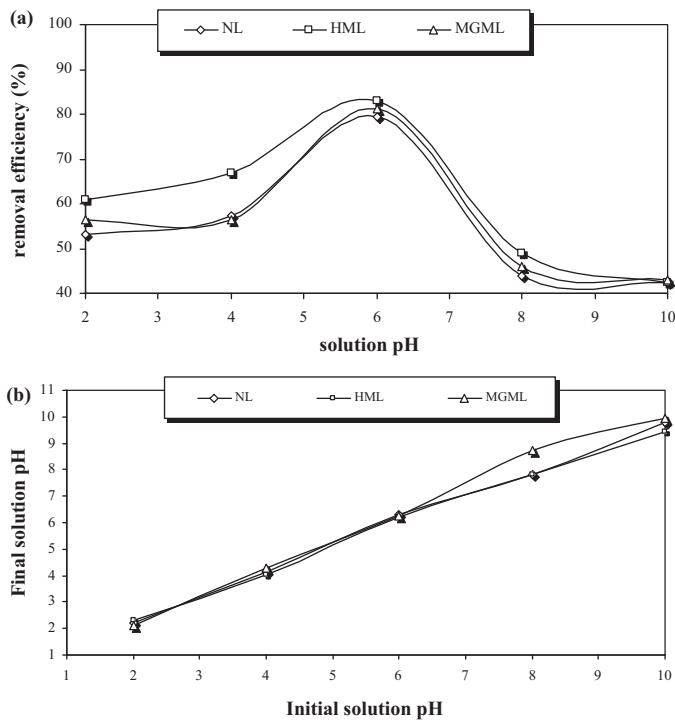 (a)
NL HML MGML
100
90
80
70
60
50
40
removal efficiency (%)
2 3 4 5 6 7 8 9 10
solution pH
(b)
NL HML MGML
11
10
9
8
7
6
5
4
3
2
1
Final solution pH
1 2 3 4 5 6 7 8 9 10
Initial solution pH